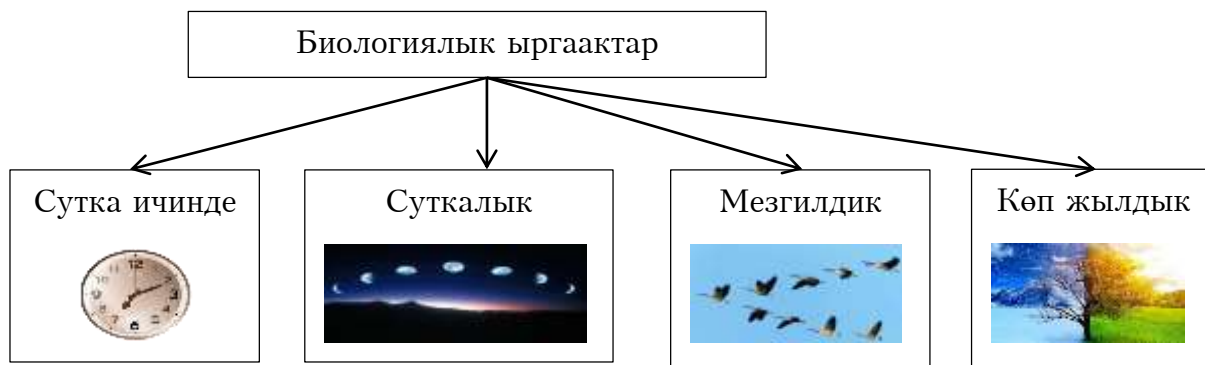 Биологиялык ыргаактар
Сутка ичинде
Суткалык
Мезгилдик
Көп жылдык